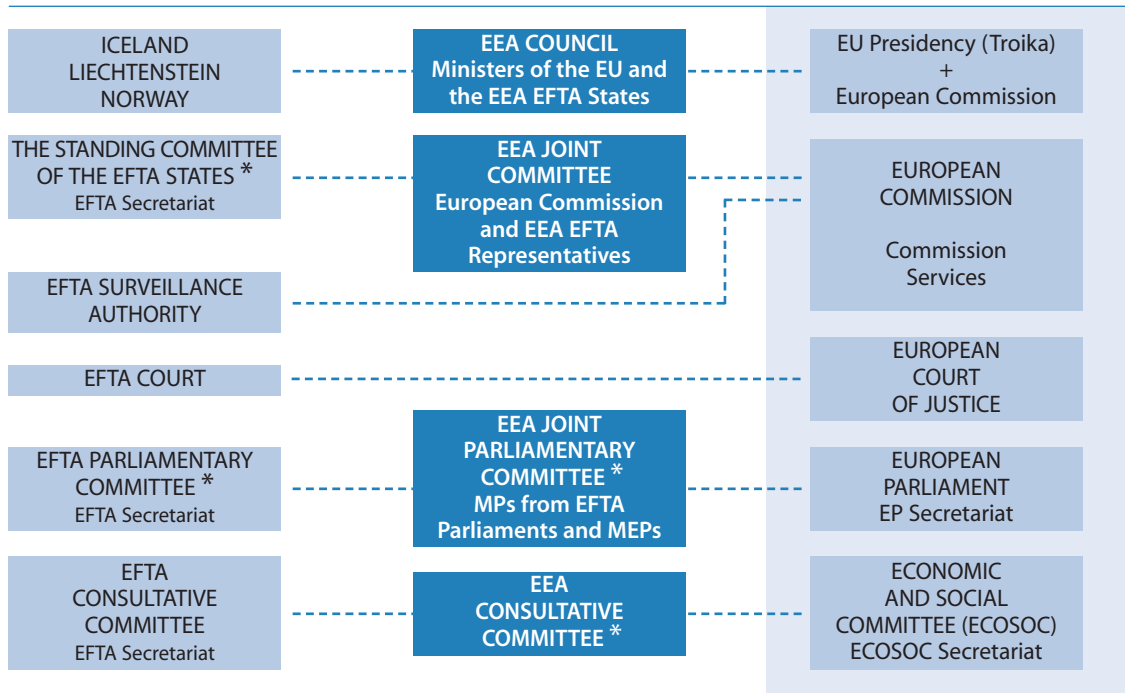 ICELAND
LIECHTENSTEIN
NORWAY
EEA COUNCIL
Ministers of the EU and
the EEA EFTA States
EU Presidency (Troika)
+
European Commission
THE STANDING COMMITTEE
OF THE EFTA STATES *
EFTA Secretariat
EEA JOINT
COMMITTEE
European Commission
and EEA EFTA
Representatives
EUROPEAN
COMMISSION
Commission
Services
EFTA SURVEILLANCE
AUTHORITY
EFTA COURT
EUROPEAN
COURT
OF JUSTICE
EFTA PARLIAMENTARY
COMMITTEE *
EFTA Secretariat
EEA JOINT
PARLIAMENTARY
COMMITTEE *
MPs from EFTA
Parliaments and MEPs
EUROPEAN
PARLIAMENT
EP Secretariat
EFTA
CONSULTATIVE
COMMITTEE
EFTA Secretariat
EEA
CONSULTATIVE
COMMITTEE *
ECONOMIC
AND SOCIAL
COMMITTEE (ECOSOC)
ECOSOC Secretariat